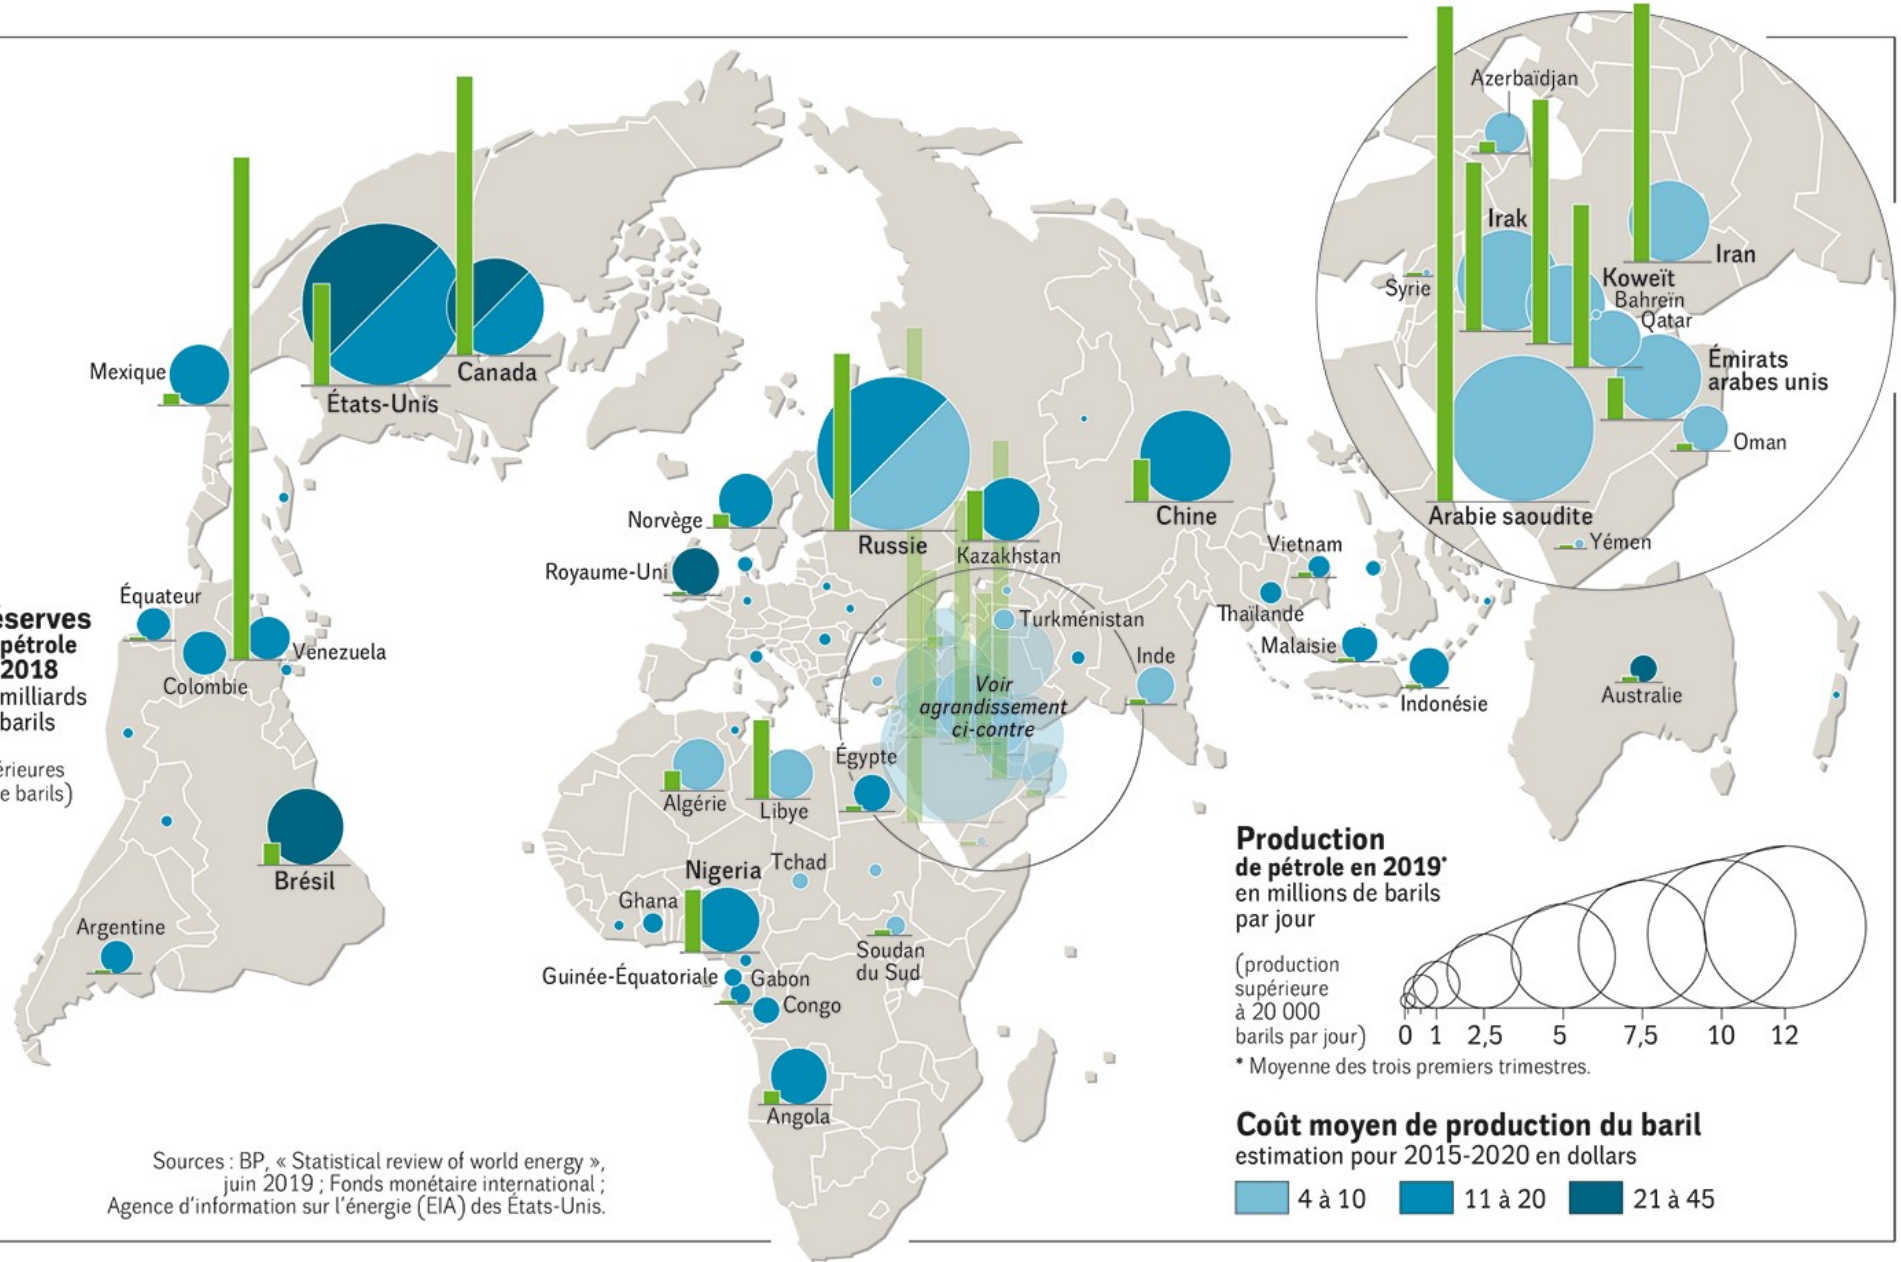 Azerbaïdjan
Irak
Iran
Koweït
Bahreïn
Qatar
Syrie
Émirats
arabes unis
Oman
Arabie saoudite
Yémen
Mexique
États-Unis
Canada
Norvège
Royaume-Uni
Russie
Kazakhstan
Chine
Vietnam
Thaïlande
Malaisie
Indonésie
Australie
Turkménistan
Inde
Voir
agrandissement
ci-contre
Équateur
Colombie
Venezuela
serves
pétrole
2018
milliards
barils
rieures
e barils)
Brésil
Argentine
Algérie
Libye
Égypte
Nigeria
Tchad
Ghana
Soudan
du Sud
Guinée-Équatoriale
Gabon
Congo
Angola
Production
de pétrole en 2019*
en millions de barils
par jour
(production
supérieure
à 20 000
barils par jour)
0 1 2,5 5 7,5 10 12
* Moyenne des trois premiers trimestres.
Coût moyen de production du baril
estimation pour 2015-2020 en dollars
4 à 10 11 à 20 21 à 45
Sources : BP, « Statistical review of world energy »,
juin 2019 ; Fonds monétaire international ;
Agence d'information sur l'énergie (EIA) des États-Unis.